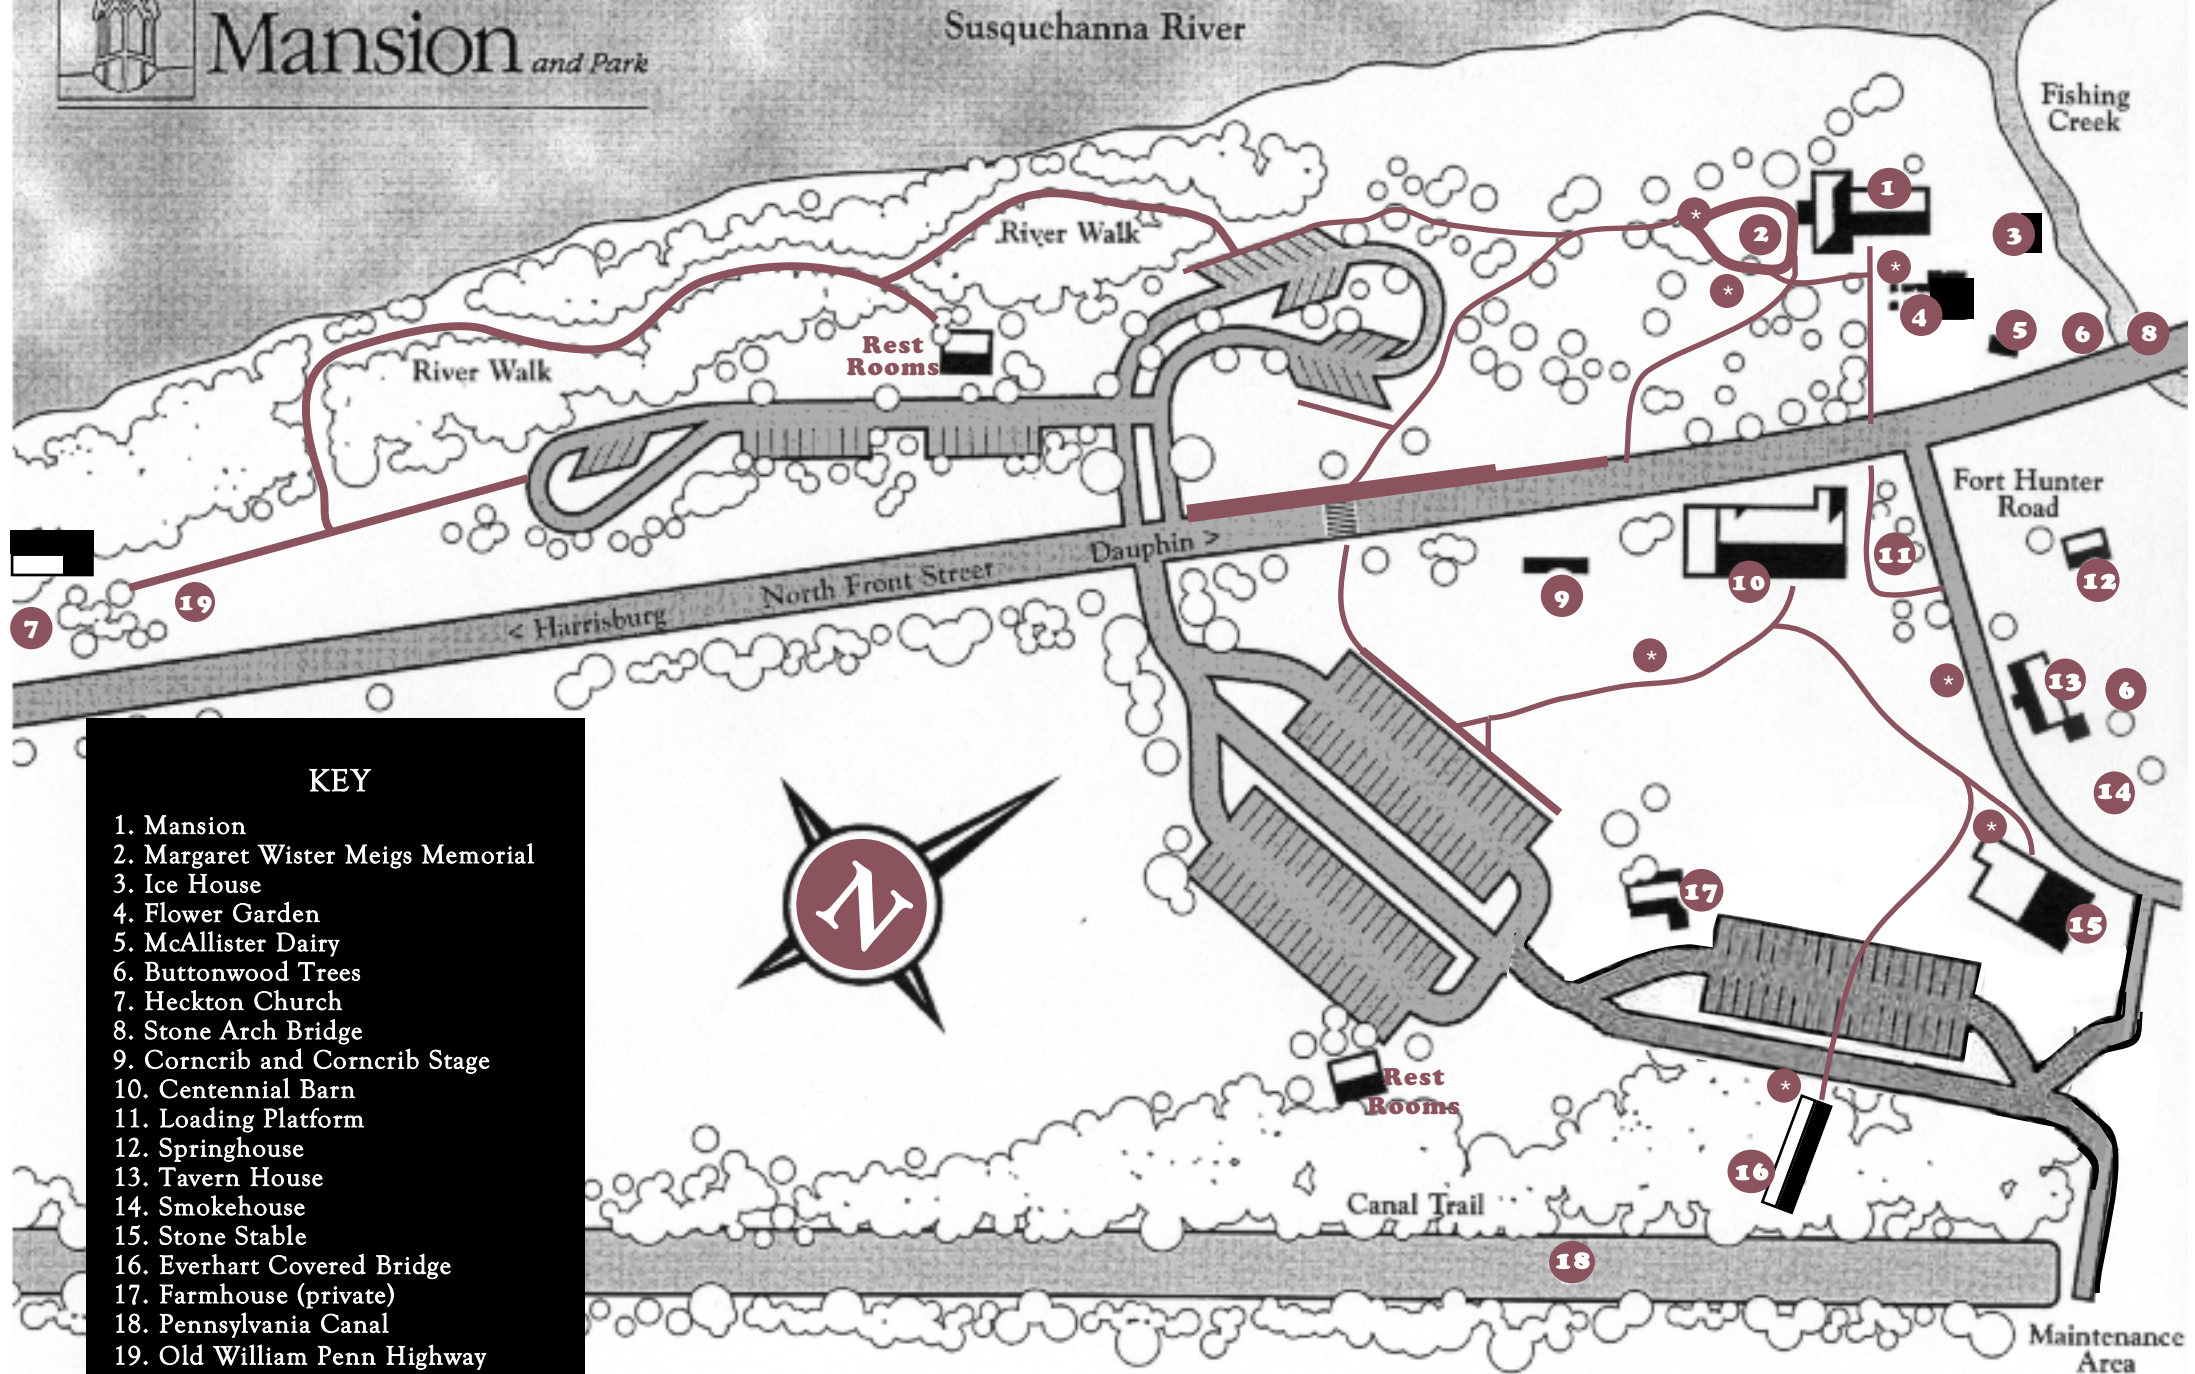 Mansion and Park
Susquehanna River
Fishing
Creek
1
2
3
4
5
6
8
*
*
*
River Walk
River Walk
Rest
Rooms
7
19
< Harrisburg
North Front Street
Dauphin >
Fort Hunter
Road
9
10
11
12
13
6
14
*
*
*
15
17
*
16
Rest
Rooms
Canal Trail
18
Maintenance
Area
N
KEY
1. Mansion
2. Margaret Wister Meigs Memorial
3. Ice House
4. Flower Garden
5. McAllister Dairy
6. Buttonwood Trees
7. Heckton Church
8. Stone Arch Bridge
9. Corncrib and Corncrib Stage
10. Centennial Barn
11. Loading Platform
12. Springhouse
13. Tavern House
14. Smokehouse
15. Stone Stable
16. Everhart Covered Bridge
17. Farmhouse (private)
18. Pennsylvania Canal
19. Old William Penn Highway